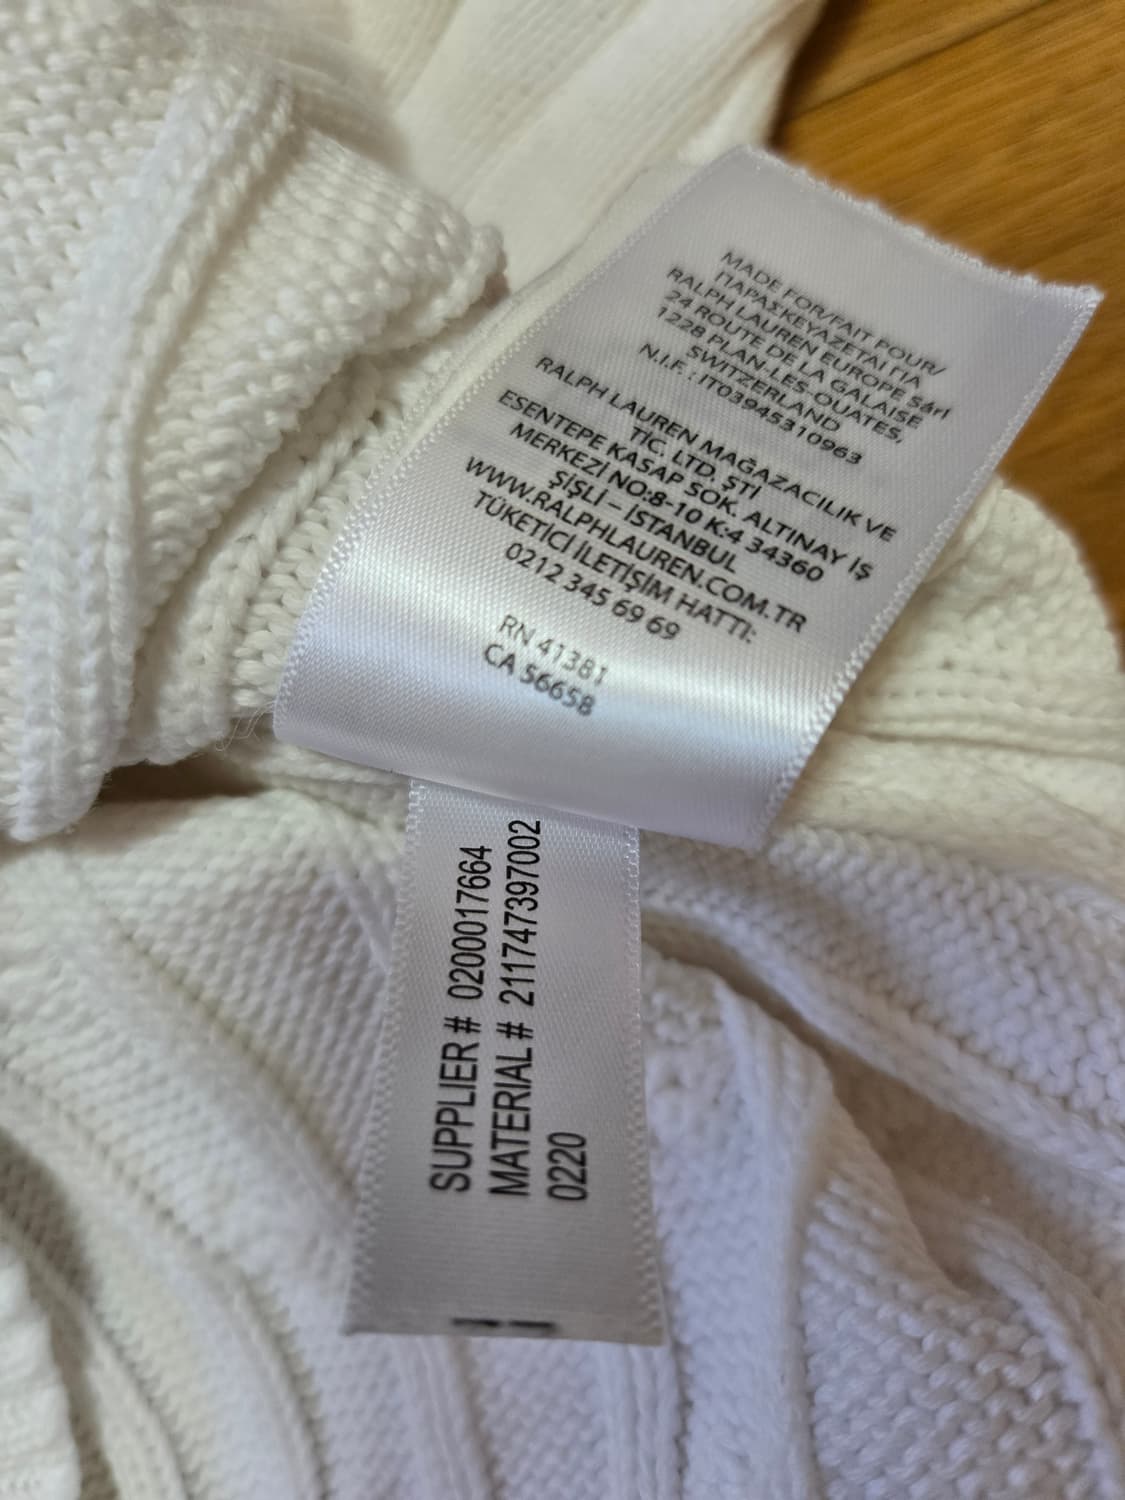 MADE FOR/FAIT POUR/
ΠΑΡΑΣΚΕΥΑΖΕΤΑΙ ΓΙΑ
RALPH LAUREN EUROPE Sárl
24 ROUTE DE LA GALAISE
1228 PLAN-LES-OUATES,
SWITZERLAND
N.I.F. : IT03945310963
RALPH LAUREN MAĞAZACILIK VE
TİC. LTD. ŞTİ
ESENTEPE KASAP SOK. ALTINAY İŞ
MERKEZİ NO:8-10 K:4 34360
ŞİŞLİ – İSTANBUL
WWW.RALPHLAUREN.COM.TR
TÜKETİCİ İLETİŞİM HATTI:
0212 345 69 69
RN 41381
CA 56658
SUPPLIER # 0200017664
MATERIAL # 211747397002
0220